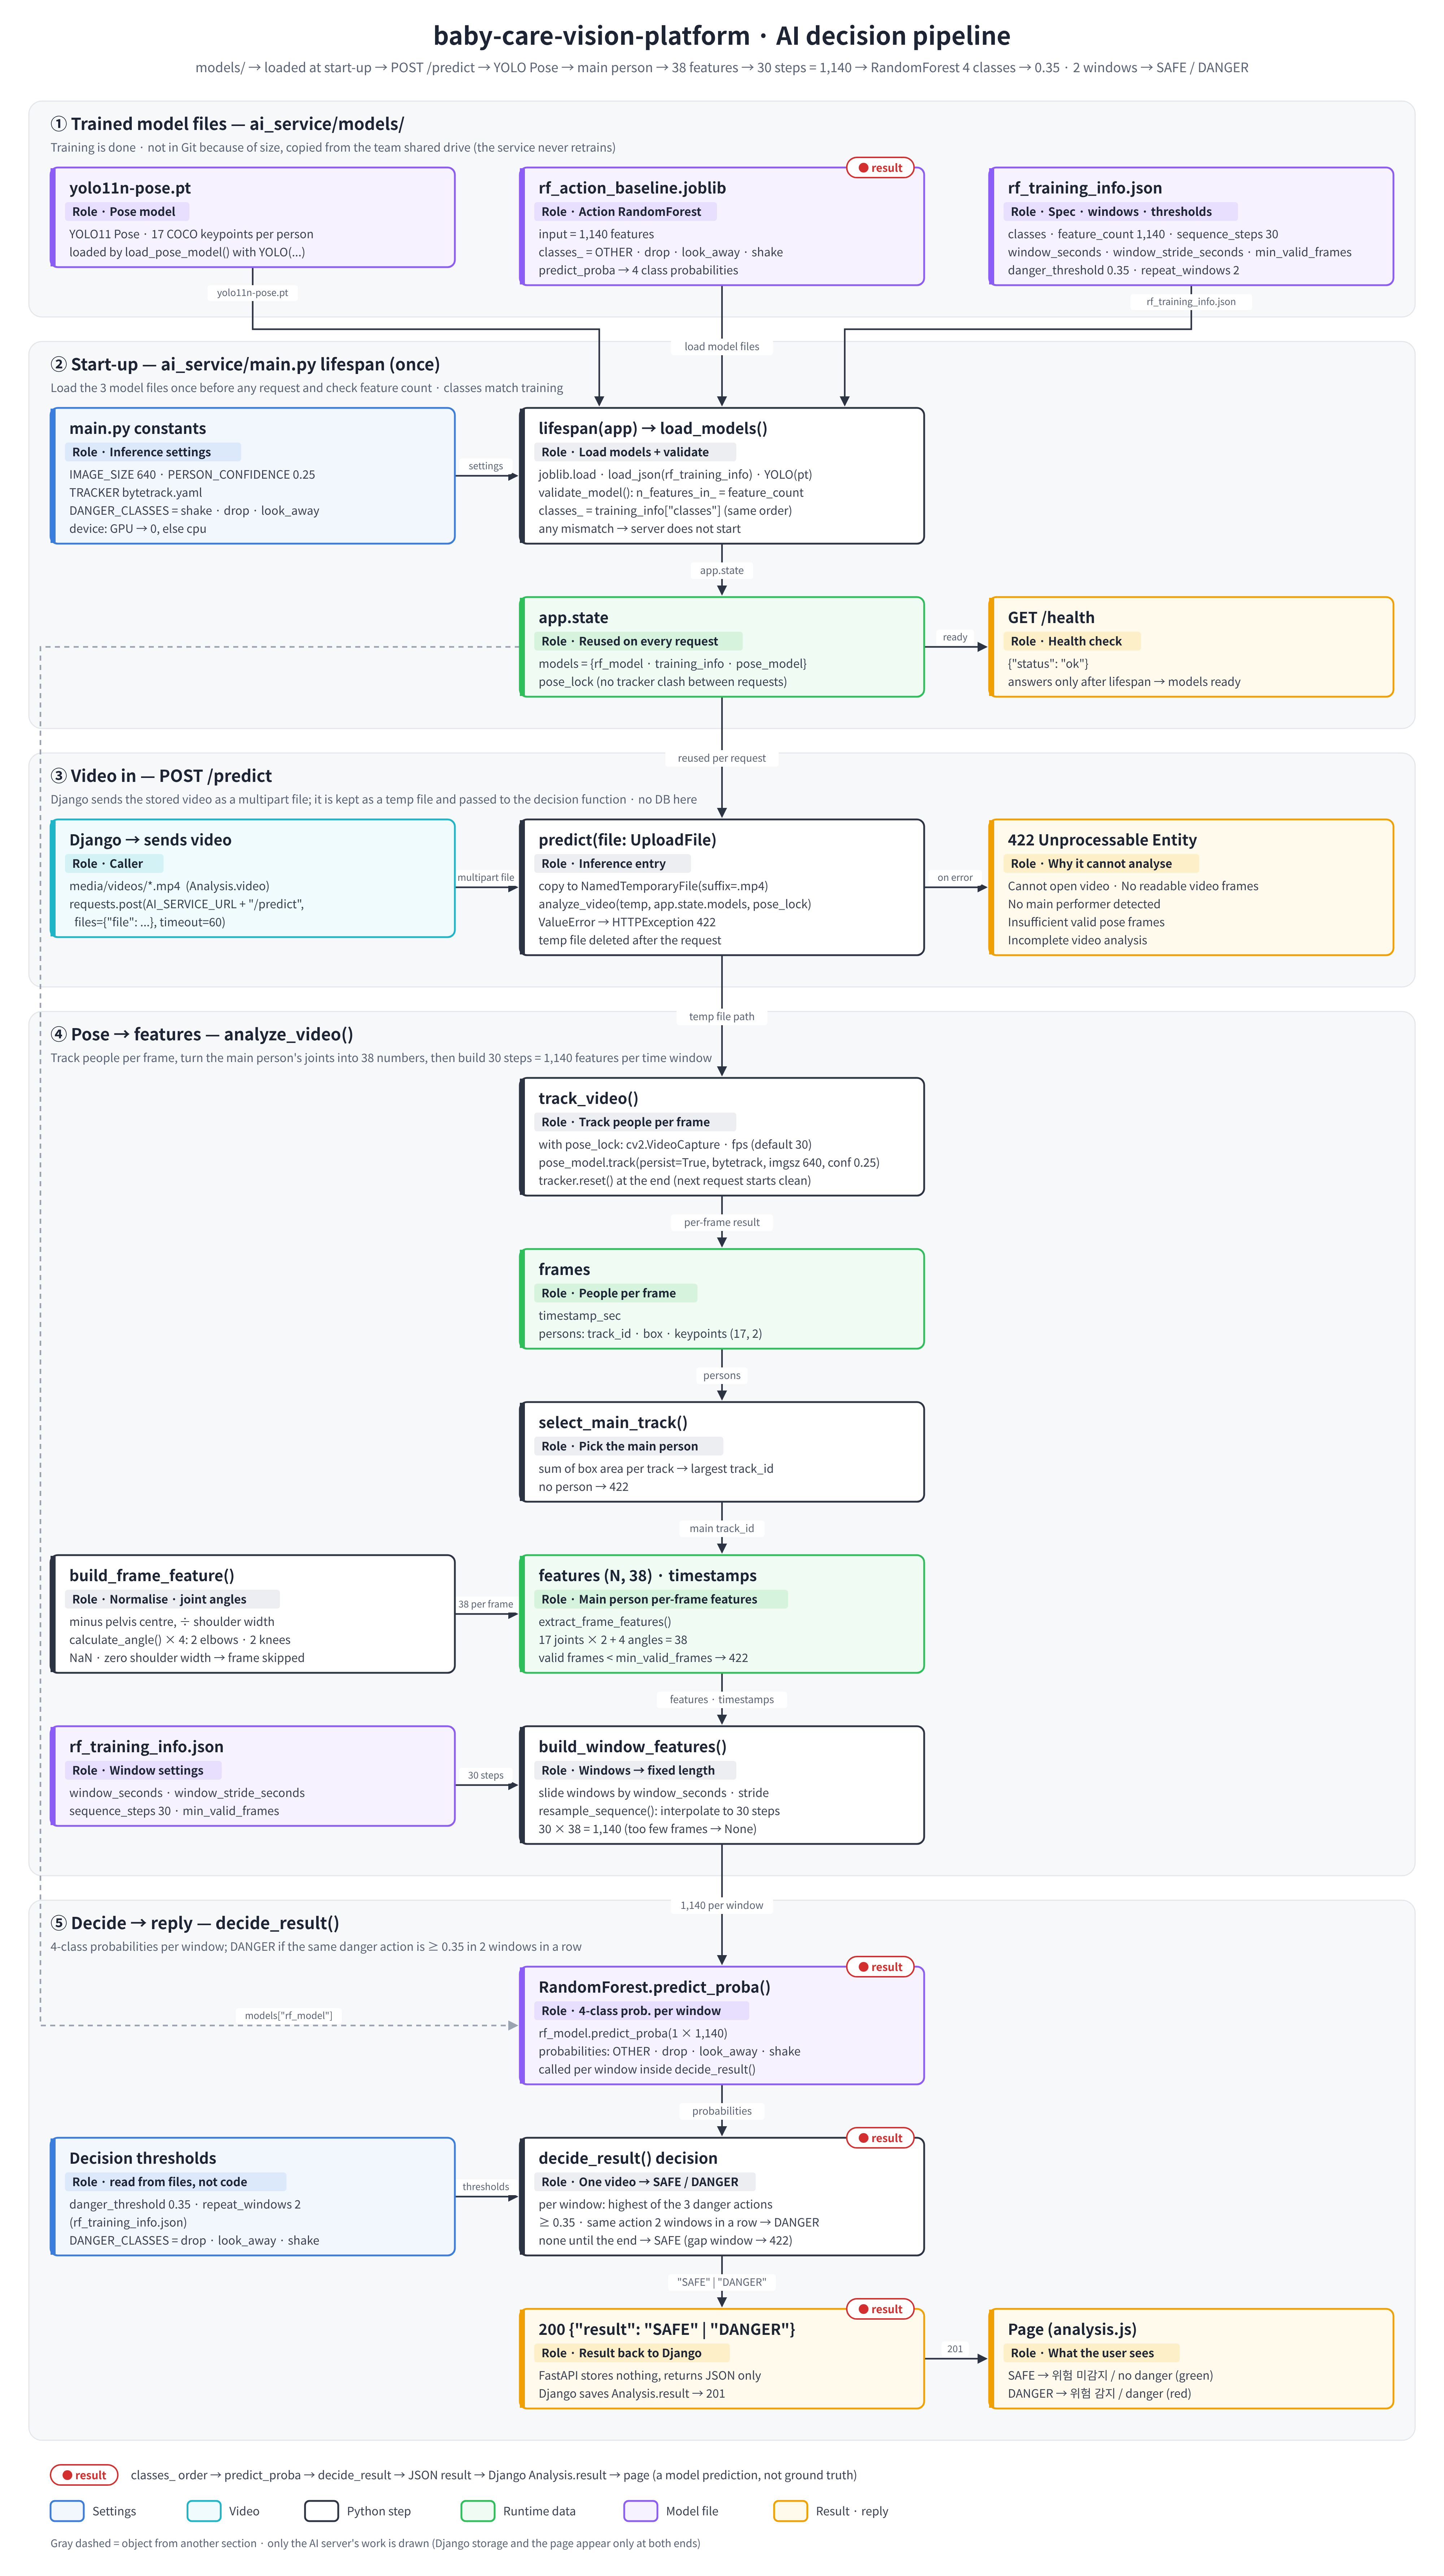 baby-care-vision-platform · AI decision pipeline
models/ → loaded at start-up → POST /predict → YOLO Pose → main person → 38 features → 30 steps = 1,140 → RandomForest 4 classes → 0.35 · 2 windows → SAFE / DANGER
① Trained model files — ai_service/models/
Training is done · not in Git because of size, copied from the team shared drive (the service never retrains)
yolo11n-pose.pt
Role · Pose model
YOLO11 Pose · 17 COCO keypoints per person
loaded by load_pose_model() with YOLO(...)
● result
rf_action_baseline.joblib
Role · Action RandomForest
input = 1,140 features
classes_ = OTHER · drop · look_away · shake
predict_proba → 4 class probabilities
rf_training_info.json
Role · Spec · windows · thresholds
classes · feature_count 1,140 · sequence_steps 30
window_seconds · window_stride_seconds · min_valid_frames
danger_threshold 0.35 · repeat_windows 2
yolo11n-pose.pt
rf_training_info.json
load model files
② Start-up — ai_service/main.py lifespan (once)
Load the 3 model files once before any request and check feature count · classes match training
main.py constants
Role · Inference settings
IMAGE_SIZE 640 · PERSON_CONFIDENCE 0.25
TRACKER bytetrack.yaml
DANGER_CLASSES = shake · drop · look_away
device: GPU → 0, else cpu
settings
lifespan(app) → load_models()
Role · Load models + validate
joblib.load · load_json(rf_training_info) · YOLO(pt)
validate_model(): n_features_in_ = feature_count
classes_ = training_info["classes"] (same order)
any mismatch → server does not start
app.state
app.state
Role · Reused on every request
models = {rf_model · training_info · pose_model}
pose_lock (no tracker clash between requests)
ready
GET /health
Role · Health check
{"status": "ok"}
answers only after lifespan → models ready
reused per request
③ Video in — POST /predict
Django sends the stored video as a multipart file; it is kept as a temp file and passed to the decision function · no DB here
Django → sends video
Role · Caller
media/videos/*.mp4 (Analysis.video)
requests.post(AI_SERVICE_URL + "/predict",
files={"file": ...}, timeout=60)
multipart file
predict(file: UploadFile)
Role · Inference entry
copy to NamedTemporaryFile(suffix=.mp4)
analyze_video(temp, app.state.models, pose_lock)
ValueError → HTTPException 422
temp file deleted after the request
on error
422 Unprocessable Entity
Role · Why it cannot analyse
Cannot open video · No readable video frames
No main performer detected
Insufficient valid pose frames
Incomplete video analysis
temp file path
④ Pose → features — analyze_video()
Track people per frame, turn the main person's joints into 38 numbers, then build 30 steps = 1,140 features per time window
track_video()
Role · Track people per frame
with pose_lock: cv2.VideoCapture · fps (default 30)
pose_model.track(persist=True, bytetrack, imgsz 640, conf 0.25)
tracker.reset() at the end (next request starts clean)
per-frame result
frames
Role · People per frame
timestamp_sec
persons: track_id · box · keypoints (17, 2)
persons
select_main_track()
Role · Pick the main person
sum of box area per track → largest track_id
no person → 422
main track_id
build_frame_feature()
Role · Normalise · joint angles
minus pelvis centre, ÷ shoulder width
calculate_angle() × 4: 2 elbows · 2 knees
NaN · zero shoulder width → frame skipped
38 per frame
features (N, 38) · timestamps
Role · Main person per-frame features
extract_frame_features()
17 joints × 2 + 4 angles = 38
valid frames < min_valid_frames → 422
features · timestamps
rf_training_info.json
Role · Window settings
window_seconds · window_stride_seconds
sequence_steps 30 · min_valid_frames
30 steps
build_window_features()
Role · Windows → fixed length
slide windows by window_seconds · stride
resample_sequence(): interpolate to 30 steps
30 × 38 = 1,140 (too few frames → None)
1,140 per window
⑤ Decide → reply — decide_result()
4-class probabilities per window; DANGER if the same danger action is ≥ 0.35 in 2 windows in a row
● result
RandomForest.predict_proba()
Role · 4-class prob. per window
rf_model.predict_proba(1 × 1,140)
probabilities: OTHER · drop · look_away · shake
called per window inside decide_result()
models["rf_model"]
probabilities
Decision thresholds
Role · read from files, not code
danger_threshold 0.35 · repeat_windows 2
(rf_training_info.json)
DANGER_CLASSES = drop · look_away · shake
thresholds
● result
decide_result() decision
Role · One video → SAFE / DANGER
per window: highest of the 3 danger actions
≥ 0.35 · same action 2 windows in a row → DANGER
none until the end → SAFE (gap window → 422)
"SAFE" | "DANGER"
● result
200 {"result": "SAFE" | "DANGER"}
Role · Result back to Django
FastAPI stores nothing, returns JSON only
Django saves Analysis.result → 201
201
Page (analysis.js)
Role · What the user sees
SAFE → 위험 미감지 / no danger (green)
DANGER → 위험 감지 / danger (red)
● result classes_ order → predict_proba → decide_result → JSON result → Django Analysis.result → page (a model prediction, not ground truth)
Settings Video Python step Runtime data Model file Result · reply
Gray dashed = object from another section · only the AI server's work is drawn (Django storage and the page appear only at both ends)